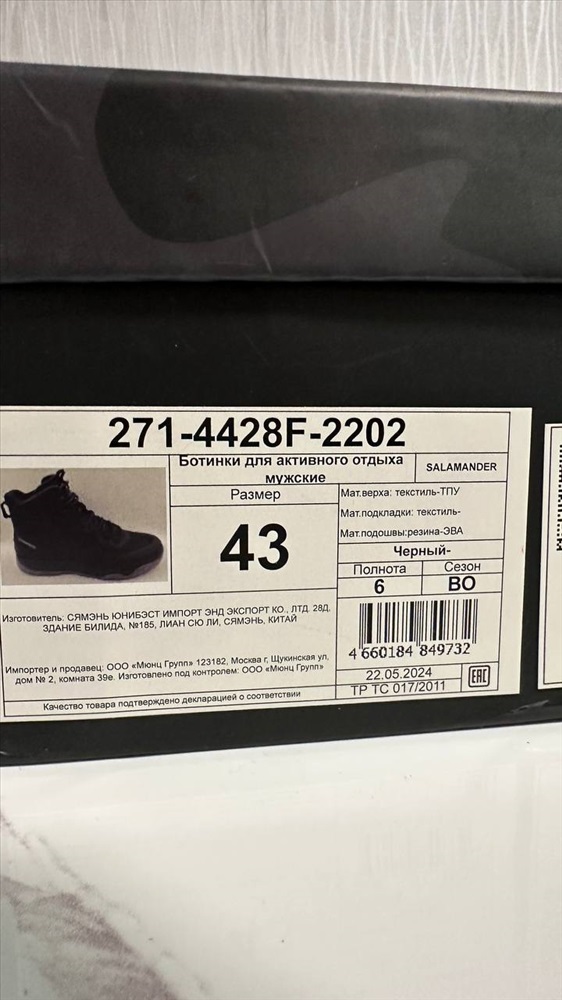 271-4428F-2202
Ботинки для активного отдыха
мужские
SALAMANDER
Размер
43
Мат.верха: текстиль-ТПУ
Мат.подкладки: текстиль-
Мат.подошвы:резина-ЭВА
Черный-
Полнота
Сезон
6
ВО
Изготовитель: СЯМЭНЬ ЮНИБЭСТ ИМПОРТ ЭНД ЭКСПОРТ КО., ЛТД. 28Д,
ЗДАНИЕ БИЛИДА, №185, ЛИАН СЮ ЛИ, СЯМЭНЬ, КИТАЙ
4 660184 849732
Импортер и продавец: ООО «Мюнц Групп» 123182, Москва г, Щукинская ул,
дом № 2, комната 39е. Изготовлено под контролем: ООО «Мюнц Групп»
22.05.2024
ТР ТС 017/2011
EAC
Качество товара подтверждено декларацией о соответствии